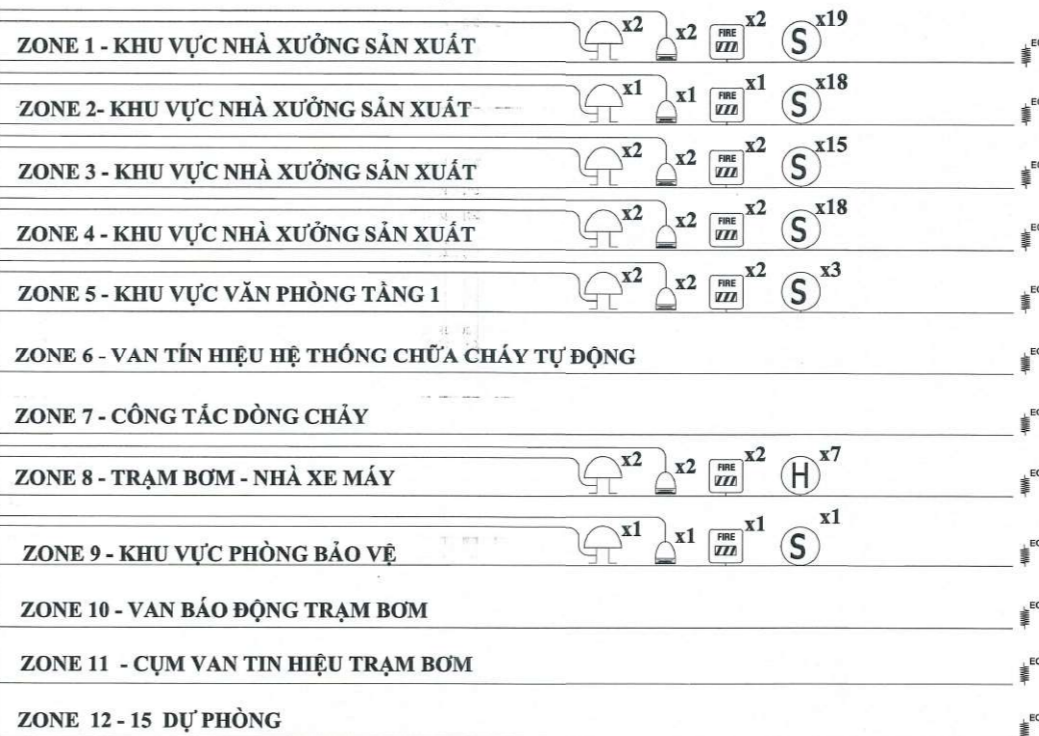 ZONE 1 - KHU VỰC NHÀ XƯỞNG SẢN XUẤT x2 x2 FIRE x2 S x19
ZONE 2- KHU VỰC NHÀ XƯỞNG SẢN XUẤT x1 x1 FIRE x1 S x18
ZONE 3 - KHU VỰC NHÀ XƯỞNG SẢN XUẤT x2 x2 FIRE x2 S x15
ZONE 4 - KHU VỰC NHÀ XƯỞNG SẢN XUẤT x2 x2 FIRE x2 S x18
ZONE 5 - KHU VỰC VĂN PHÒNG TẦNG 1 x2 x2 FIRE x2 S x3
ZONE 6 - VAN TÍN HIỆU HỆ THỐNG CHỮA CHÁY TỰ ĐỘNG
ZONE 7 - CÔNG TẮC DÒNG CHẢY
ZONE 8 - TRẠM BƠM - NHÀ XE MÁY x2 x2 FIRE x2 H x7
ZONE 9 - KHU VỰC PHÒNG BẢO VỆ x1 x1 FIRE x1 S x1
ZONE 10 - VAN BÁO ĐỘNG TRẠM BƠM
ZONE 11 - CỤM VAN TIN HIỆU TRẠM BƠM
ZONE 12 - 15 DỰ PHÒNG